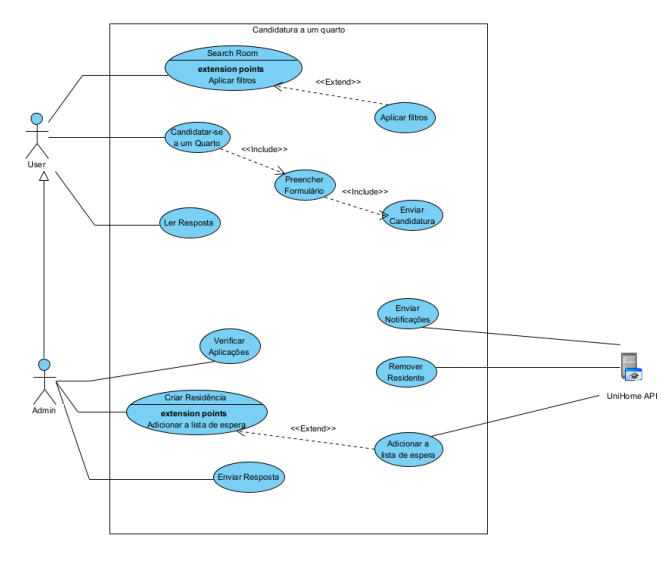 Candidatura a um quarto
Search Room
extension points
Aplicar filtros
<<Extend>>
Aplicar filtros
Candidatar-se
a um Quarto
<<Include>>
User
Preencher
Formulário
<<Include>>
Enviar
Candidatura
Ler Resposta
Enviar
Notificações
Verificar
Aplicações
Remover
Residente
UniHome API
Admin
Criar Residência
extension points
Adicionar a lista de espera
<<Extend>>
Adicionar a
lista de espera
Enviar Resposta